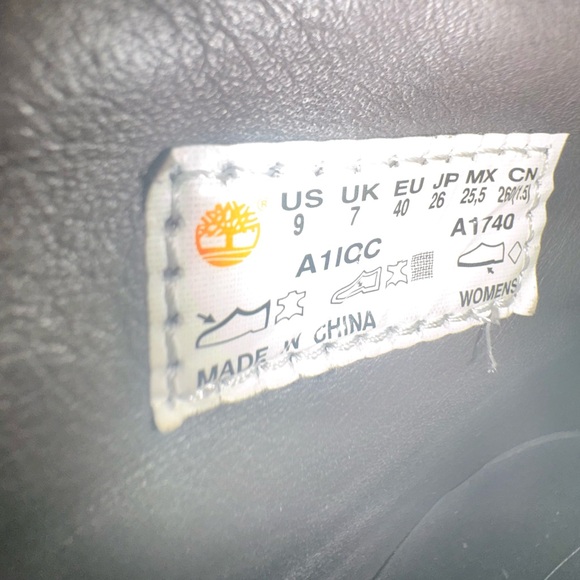 US UK EU JP MX CN
9 7 40 26 25,5 260(1.5)
A1ICC A1740
WOMENS
MADE IN CHINA